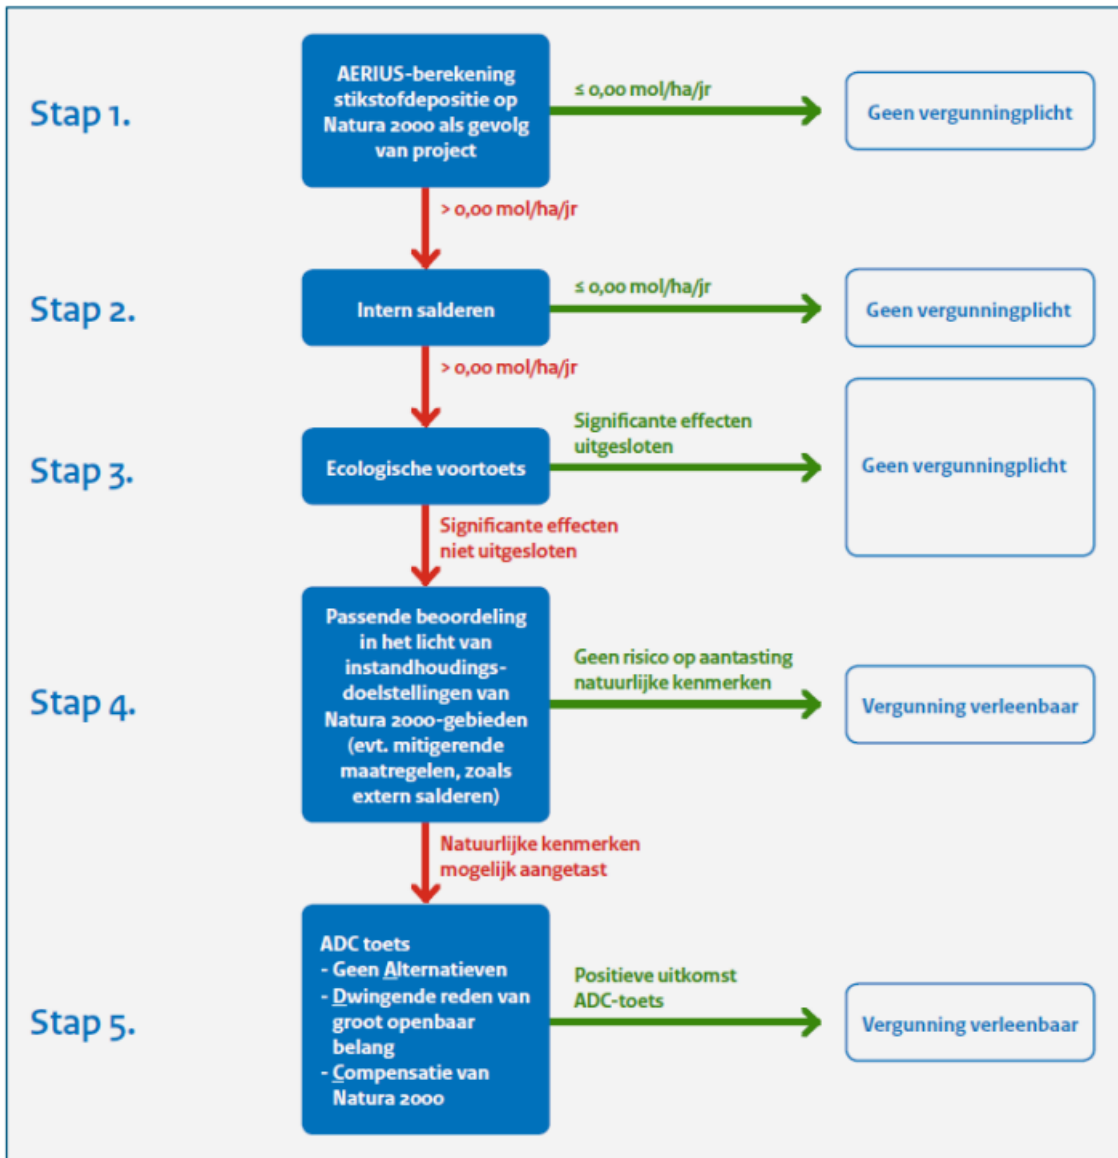 Stap 1.
AERIUS-berekening
stikstofdepositie op
Natura 2000 als gevolg
van project
≤ 0,00 mol/ha/jr
Geen vergunningplicht
> 0,00 mol/ha/jr
Stap 2.
Intern salderen
≤ 0,00 mol/ha/jr
Geen vergunningplicht
> 0,00 mol/ha/jr
Stap 3.
Ecologische voortoets
Significante effecten
uitgesloten
Geen vergunningplicht
Significante effecten
niet uitgesloten
Stap 4.
Passende beoordeling
in het licht van
instandhoudings-
doelstellingen van
Natura 2000-gebieden
(evt. mitigerende
maatregelen, zoals
extern salderen)
Geen risico op aantasting
natuurlijke kenmerken
Vergunning verleenbaar
Natuurlijke kenmerken
mogelijk aangetast
Stap 5.
ADC toets
- Geen Alternatieven
- Dwingende reden van
groot openbaar
belang
- Compensatie van
Natura 2000
Positieve uitkomst
ADC-toets
Vergunning verleenbaar